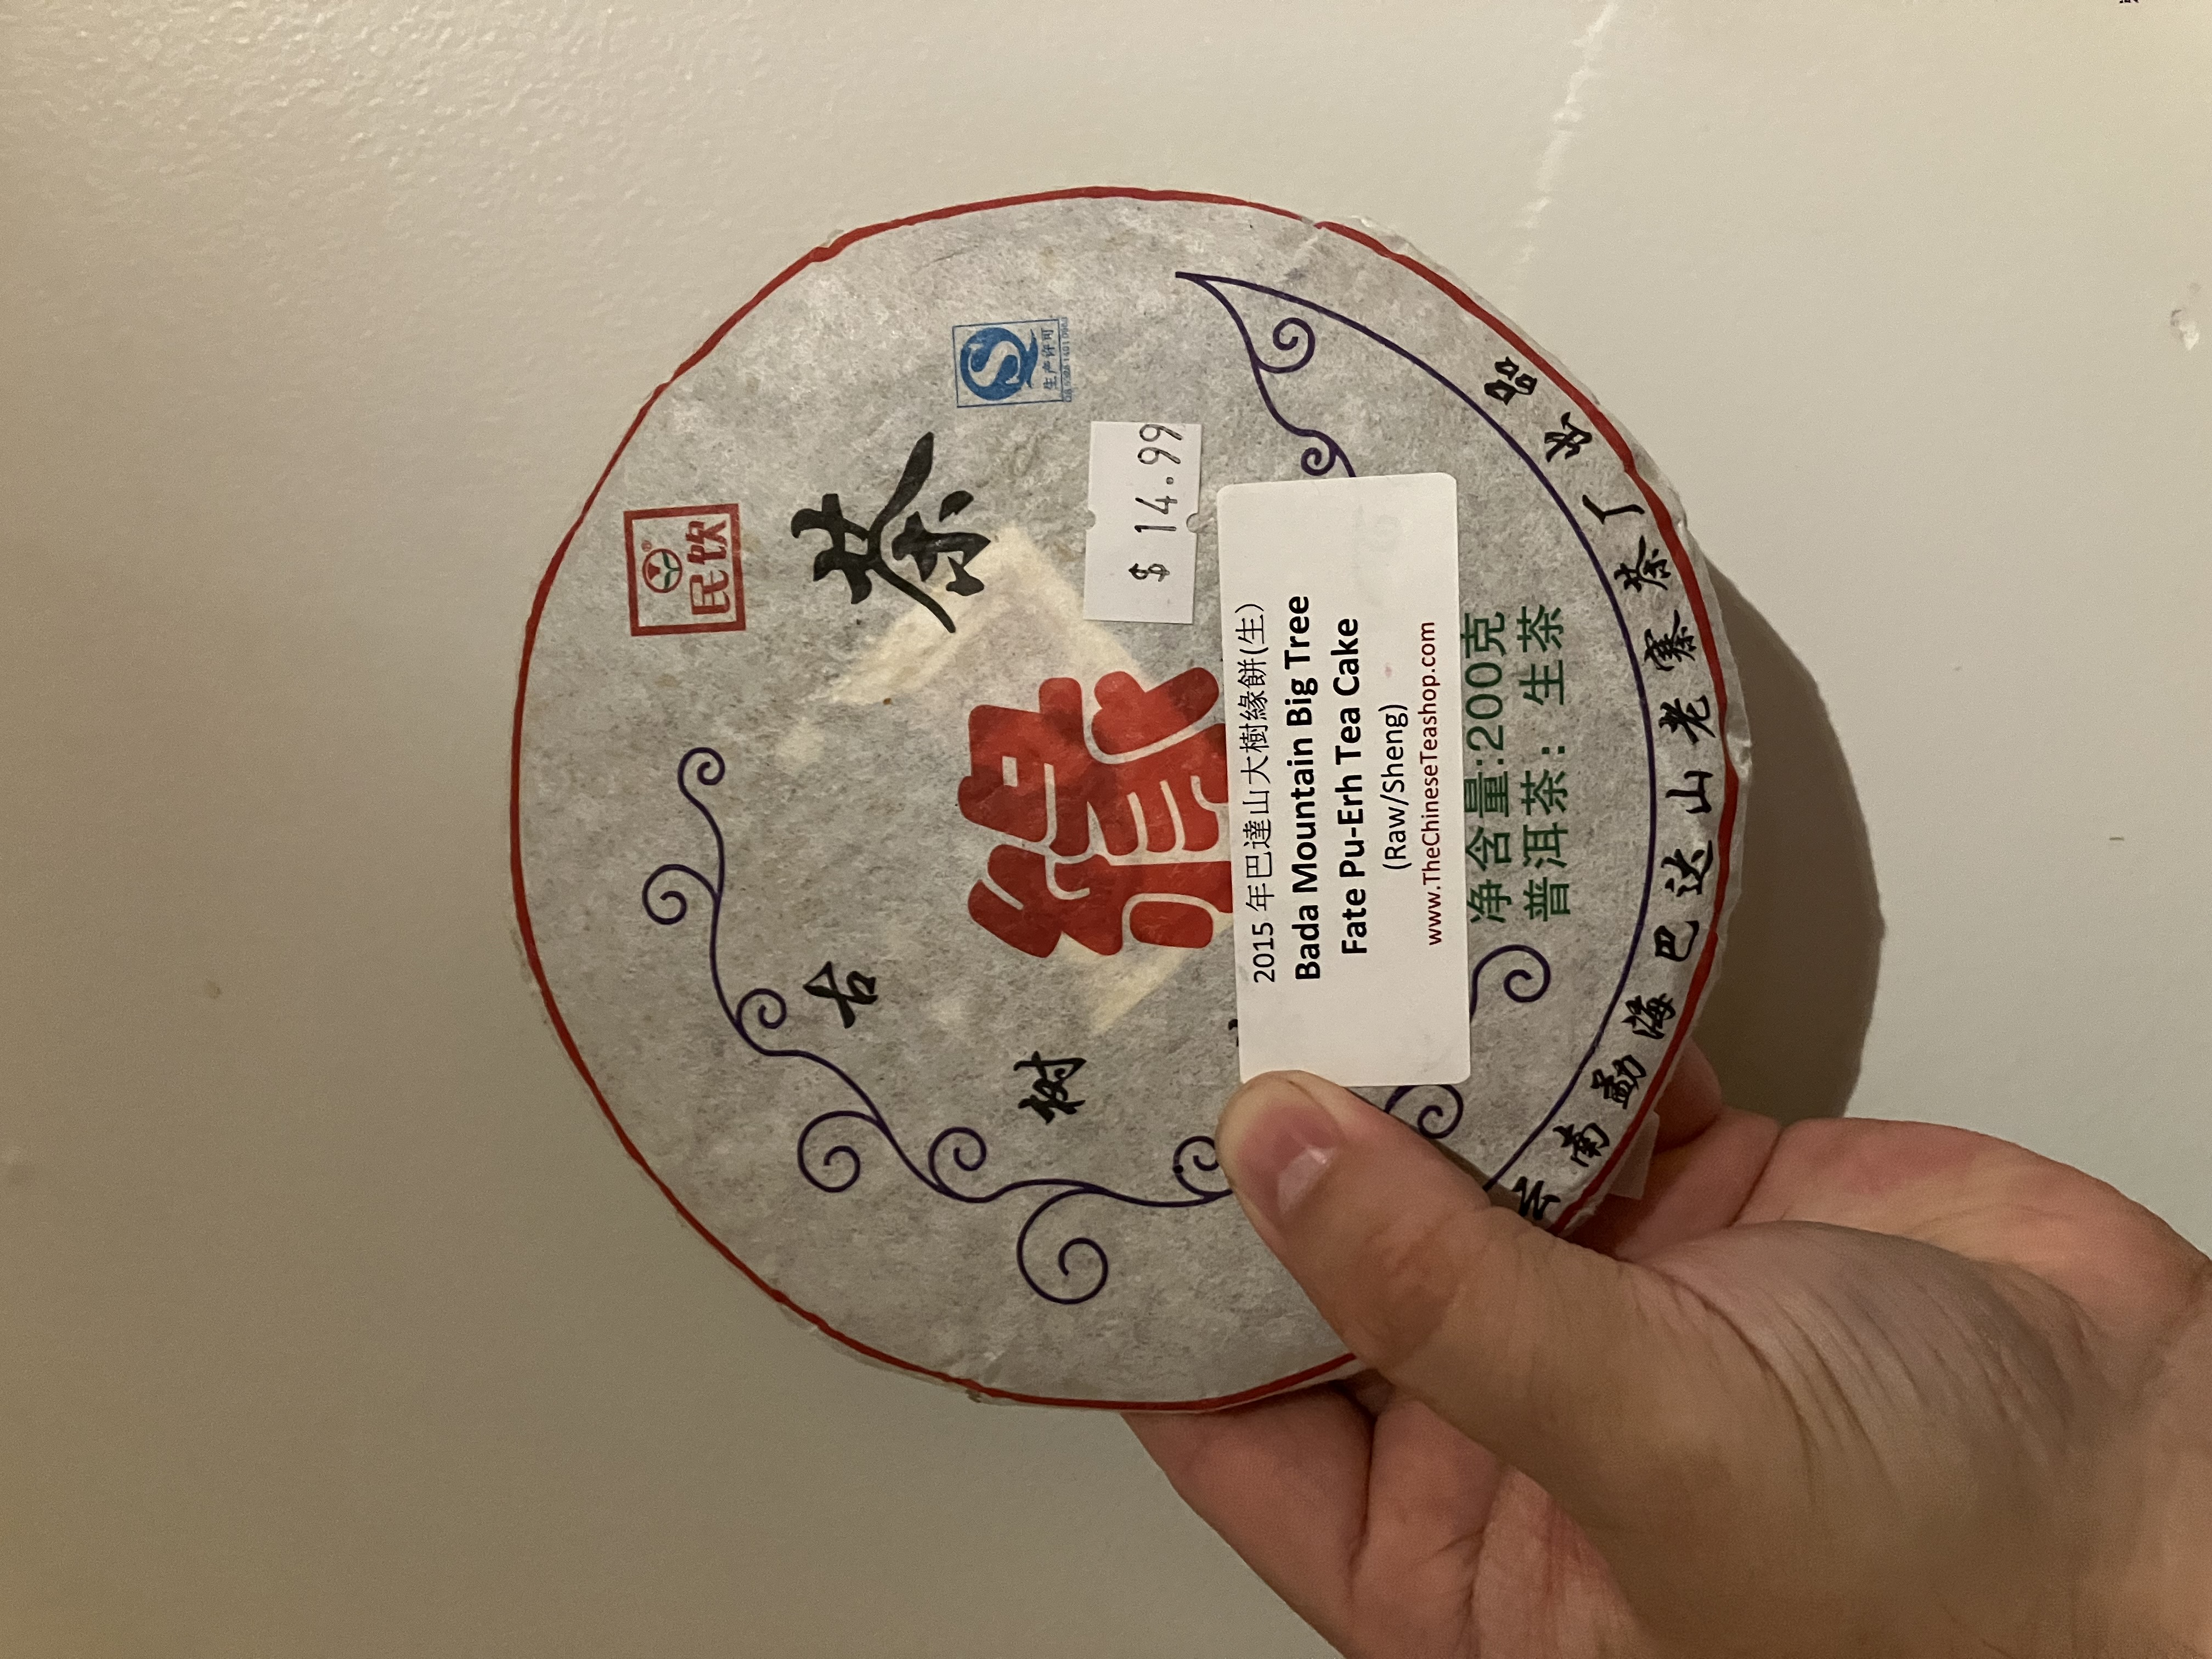 民饮
®
茶
古
树
緣
生产许可
$ 14.99
2015 年巴達山大樹緣餅(生)
Bada Mountain Big Tree
Fate Pu-Erh Tea Cake
(Raw/Sheng)
www.TheChineseTeashop.com
净含量:200克
普洱茶：生茶
云南勐海巴达山老寨茶厂出品